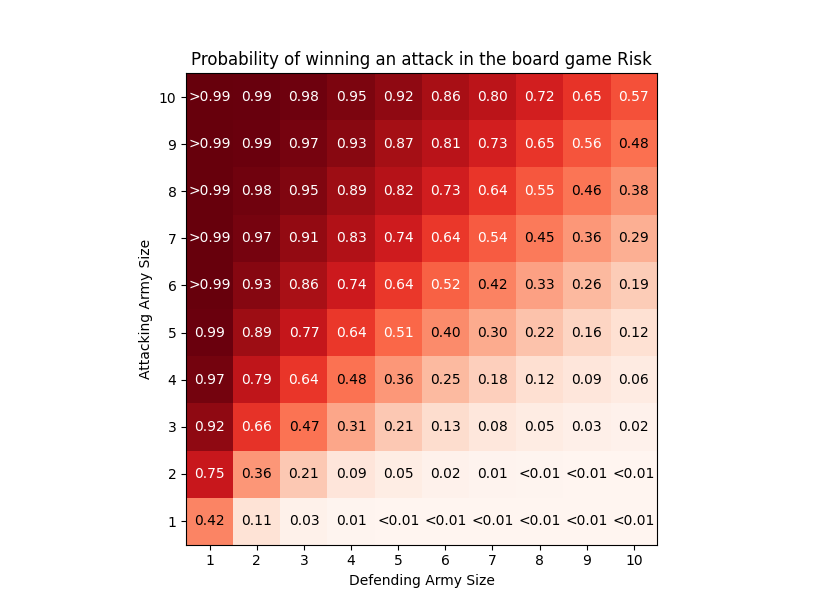 Probability of winning an attack in the board game Risk
Attacking Army Size
10 >0.99 0.99 0.98 0.95 0.92 0.86 0.80 0.72 0.65 0.57
9 >0.99 0.99 0.97 0.93 0.87 0.81 0.73 0.65 0.56 0.48
8 >0.99 0.98 0.95 0.89 0.82 0.73 0.64 0.55 0.46 0.38
7 >0.99 0.97 0.91 0.83 0.74 0.64 0.54 0.45 0.36 0.29
6 >0.99 0.93 0.86 0.74 0.64 0.52 0.42 0.33 0.26 0.19
5 0.99 0.89 0.77 0.64 0.51 0.40 0.30 0.22 0.16 0.12
4 0.97 0.79 0.64 0.48 0.36 0.25 0.18 0.12 0.09 0.06
3 0.92 0.66 0.47 0.31 0.21 0.13 0.08 0.05 0.03 0.02
2 0.75 0.36 0.21 0.09 0.05 0.02 0.01 <0.01 <0.01 <0.01
1 0.42 0.11 0.03 0.01 <0.01 <0.01 <0.01 <0.01 <0.01 <0.01
1 2 3 4 5 6 7 8 9 10
Defending Army Size